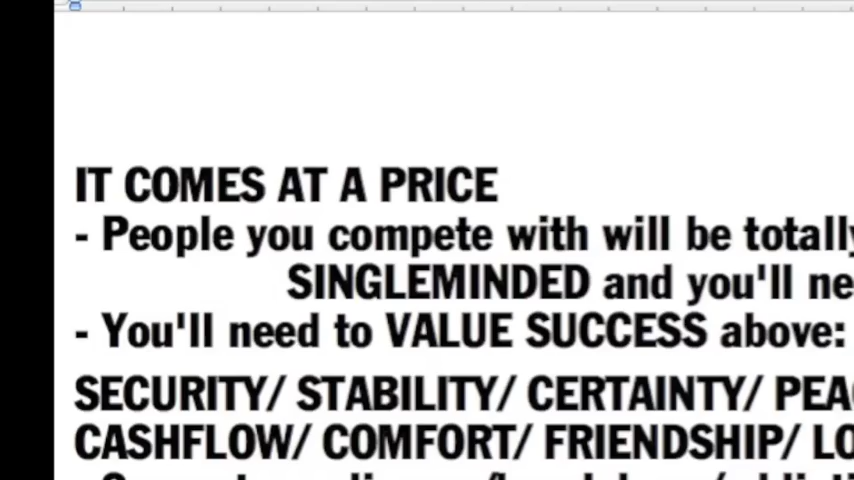 IT COMES AT A PRICE
- People you compete with will be totally
SINGLEMINDED and you'll ne
- You'll need to VALUE SUCCESS above:
SECURITY/ STABILITY/ CERTAINTY/ PEA
CASHFLOW/ COMFORT/ FRIENDSHIP/ LO